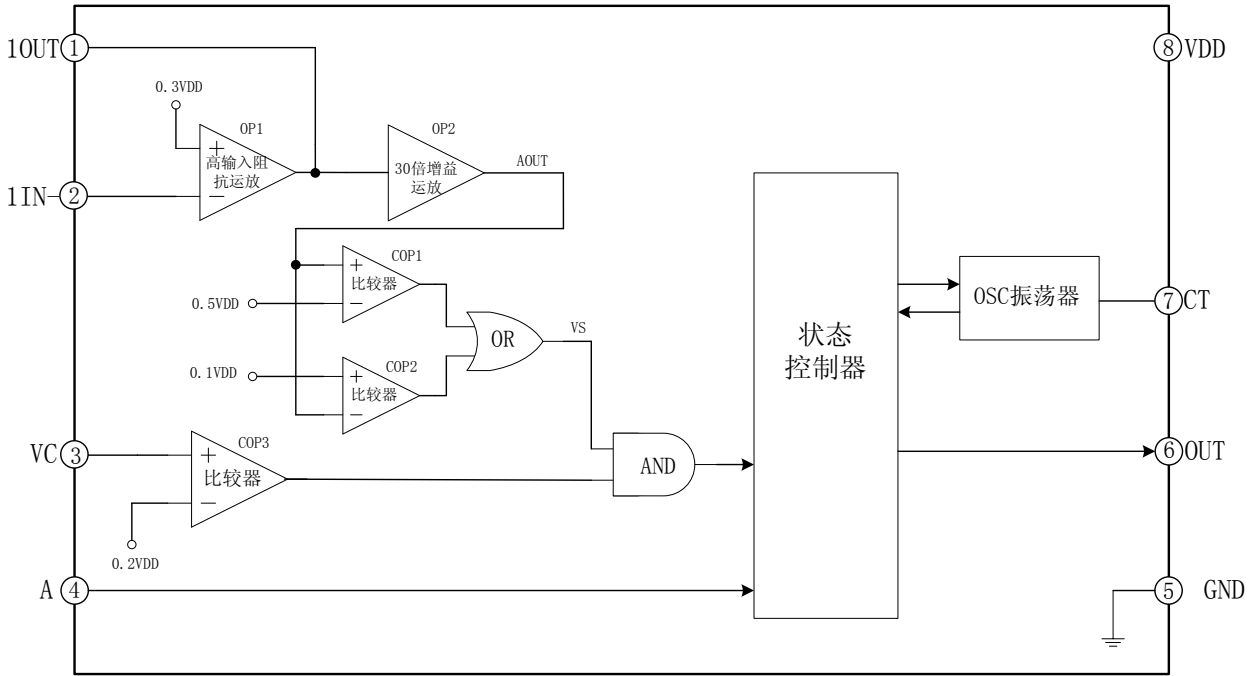 1OUT 1
8 VDD
0.3VDD
OP1
OP2
+
高输入阻
抗运放
−
30倍增益
运放
AOUT
1IN- 2
COP1
+
比较器
−
0.5VDD
OSC振荡器
7 CT
OR
VS
状态
控制器
0.1VDD
COP2
+
比较器
−
VC 3
COP3
+
比较器
−
AND
6 OUT
0.2VDD
A 4
5 GND